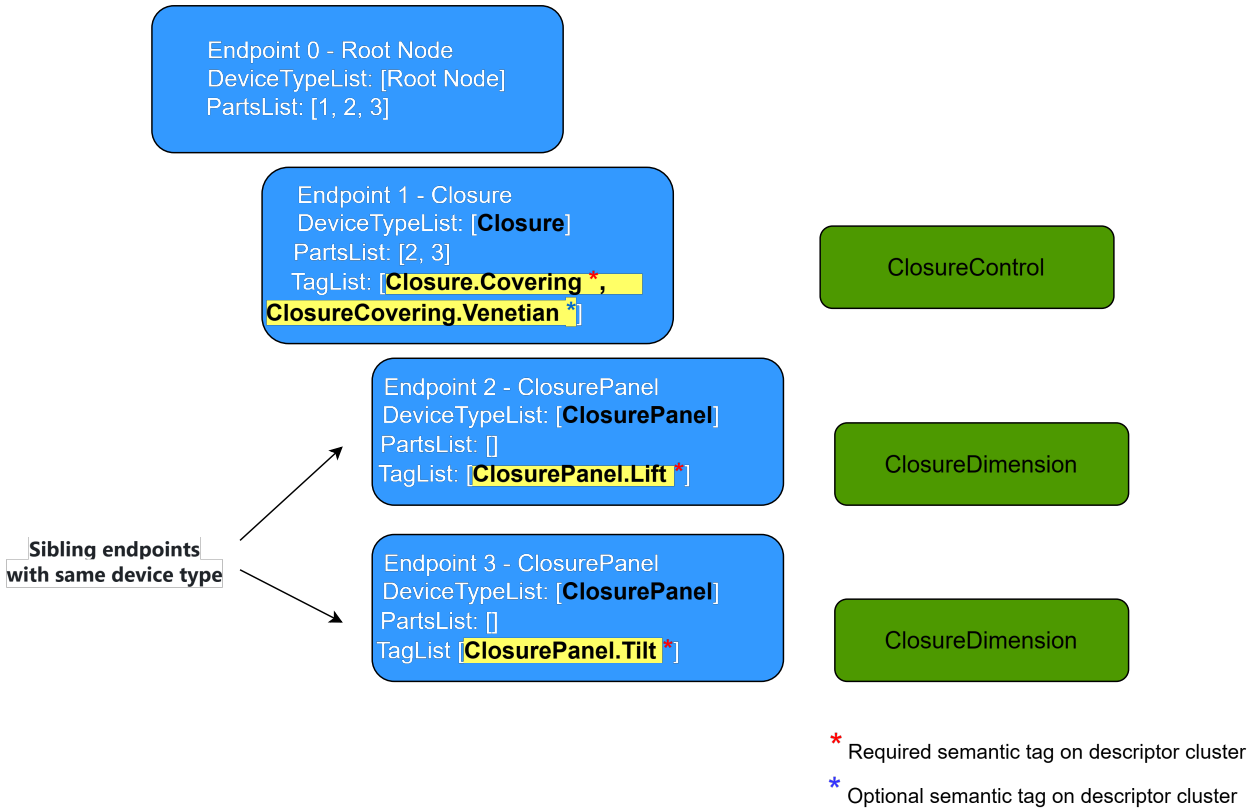 Endpoint 0 - Root Node
DeviceTypeList: [Root Node]
PartsList: [1, 2, 3]
Endpoint 1 - Closure
DeviceTypeList: [Closure]
PartsList: [2, 3]
TagList: [Closure.Covering *,
ClosureCovering.Venetian *]
ClosureControl
Endpoint 2 - ClosurePanel
DeviceTypeList: [ClosurePanel]
PartsList: []
TagList: [ClosurePanel.Lift *]
ClosureDimension
Sibling endpoints
with same device type
Endpoint 3 - ClosurePanel
DeviceTypeList: [ClosurePanel]
PartsList: []
TagList [ClosurePanel.Tilt *]
ClosureDimension
* Required semantic tag on descriptor cluster
* Optional semantic tag on descriptor cluster